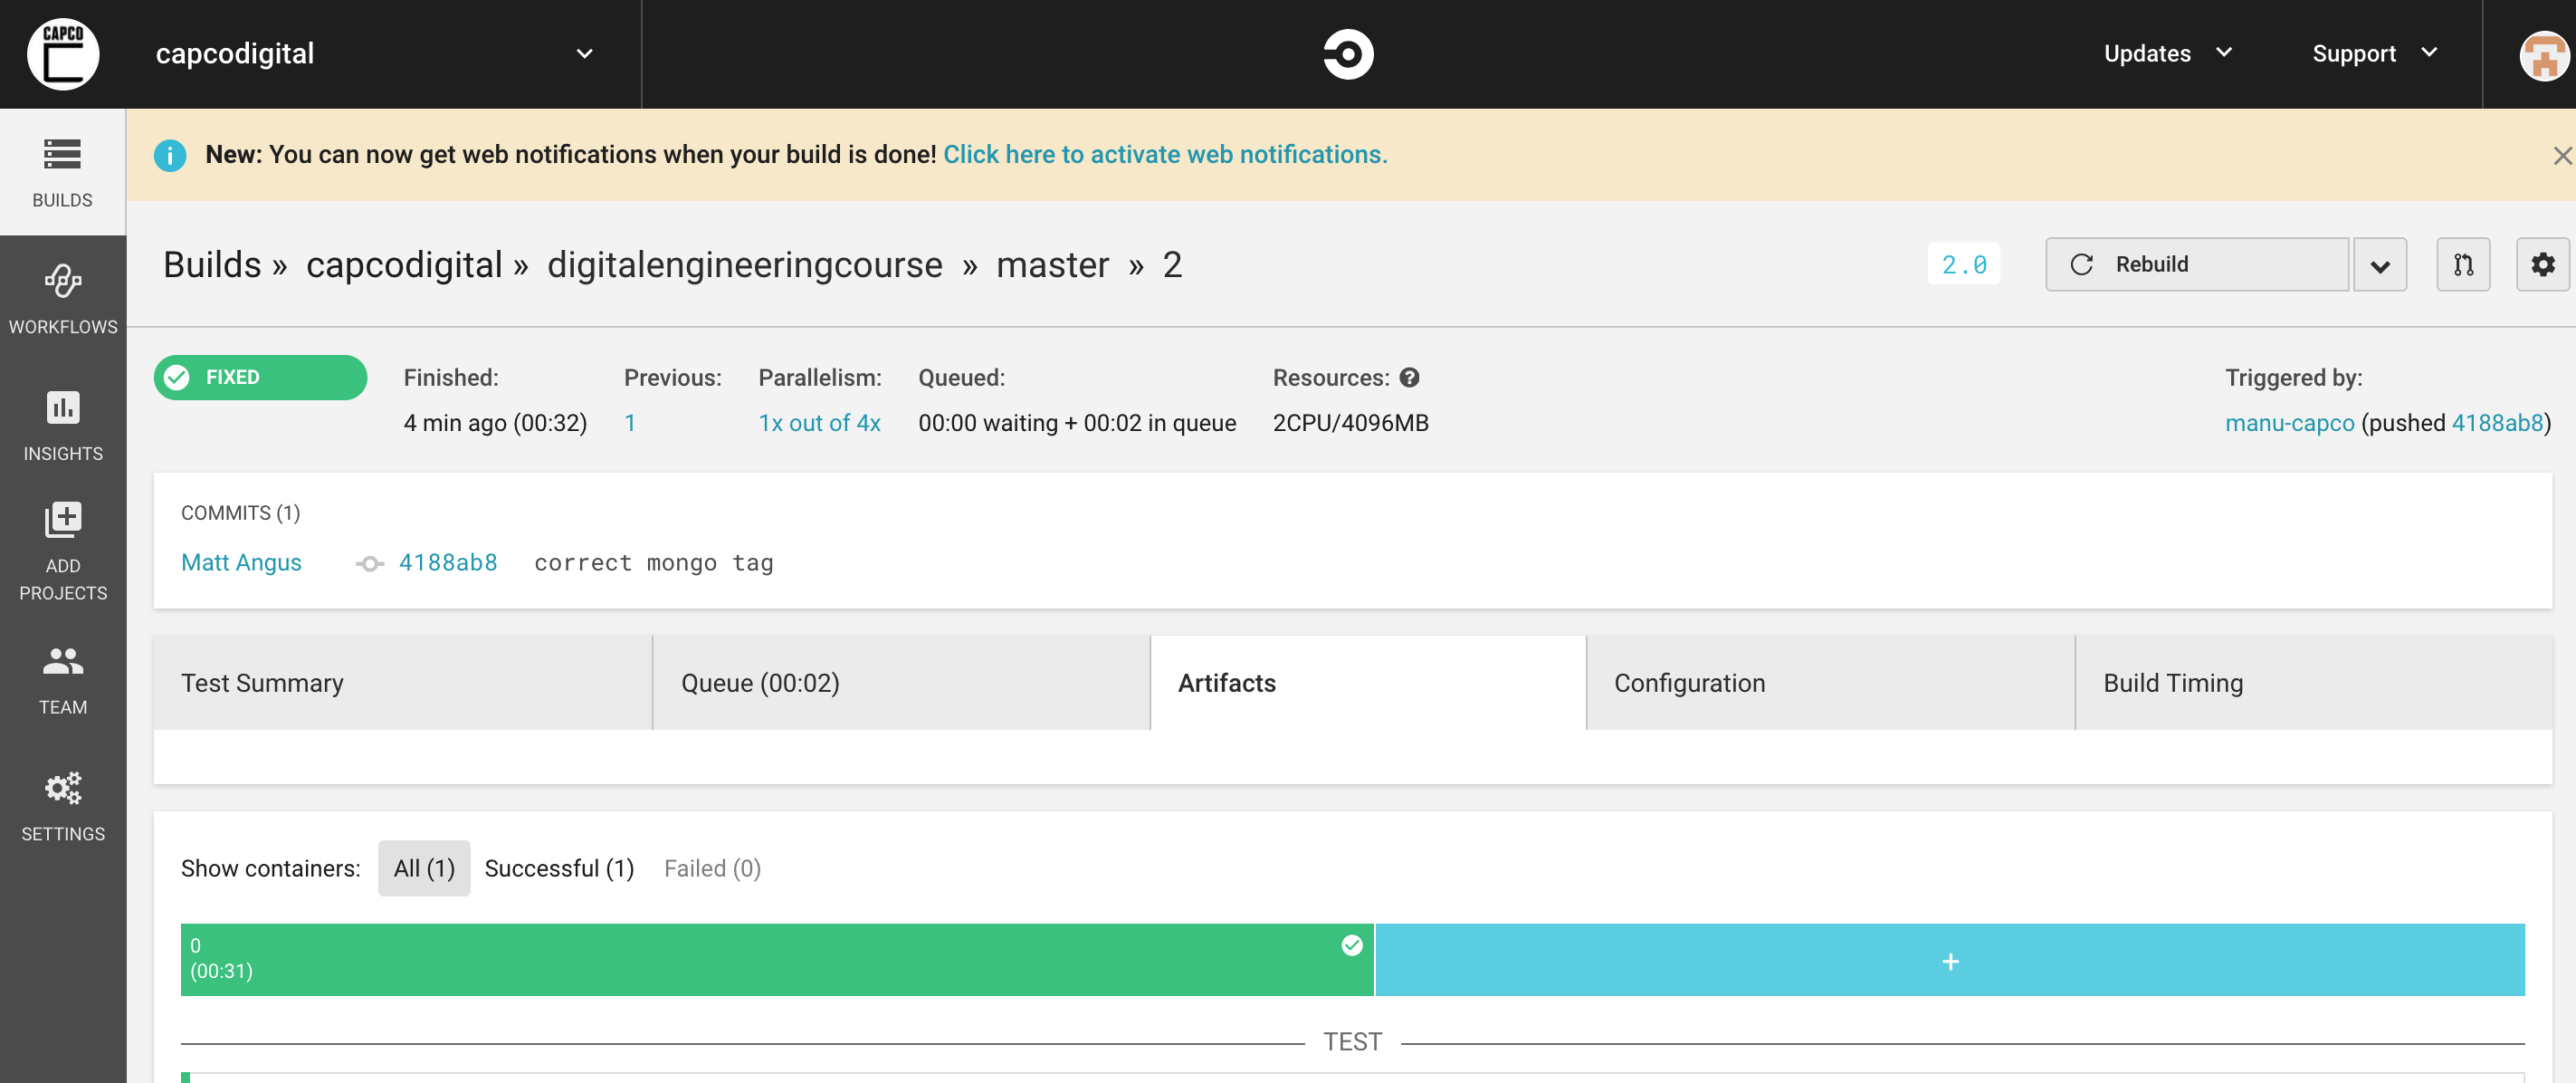 CAPCO
capcodigital
Updates
Support
BUILDS
New: You can now get web notifications when your build is done! Click here to activate web notifications.
Builds » capcodigital » digitalengineeringcourse » master » 2
2.0
Rebuild
WORKFLOWS
FIXED
Finished:
4 min ago (00:32)
Previous:
1
Parallelism:
1x out of 4x
Queued:
00:00 waiting + 00:02 in queue
Resources:
2CPU/4096MB
Triggered by:
manu-capco (pushed 4188ab8)
INSIGHTS
COMMITS (1)
Matt Angus 4188ab8 correct mongo tag
ADD
PROJECTS
TEAM
Test Summary
Queue (00:02)
Artifacts
Configuration
Build Timing
SETTINGS
Show containers: All (1) Successful (1) Failed (0)
0
(00:31)
+
TEST